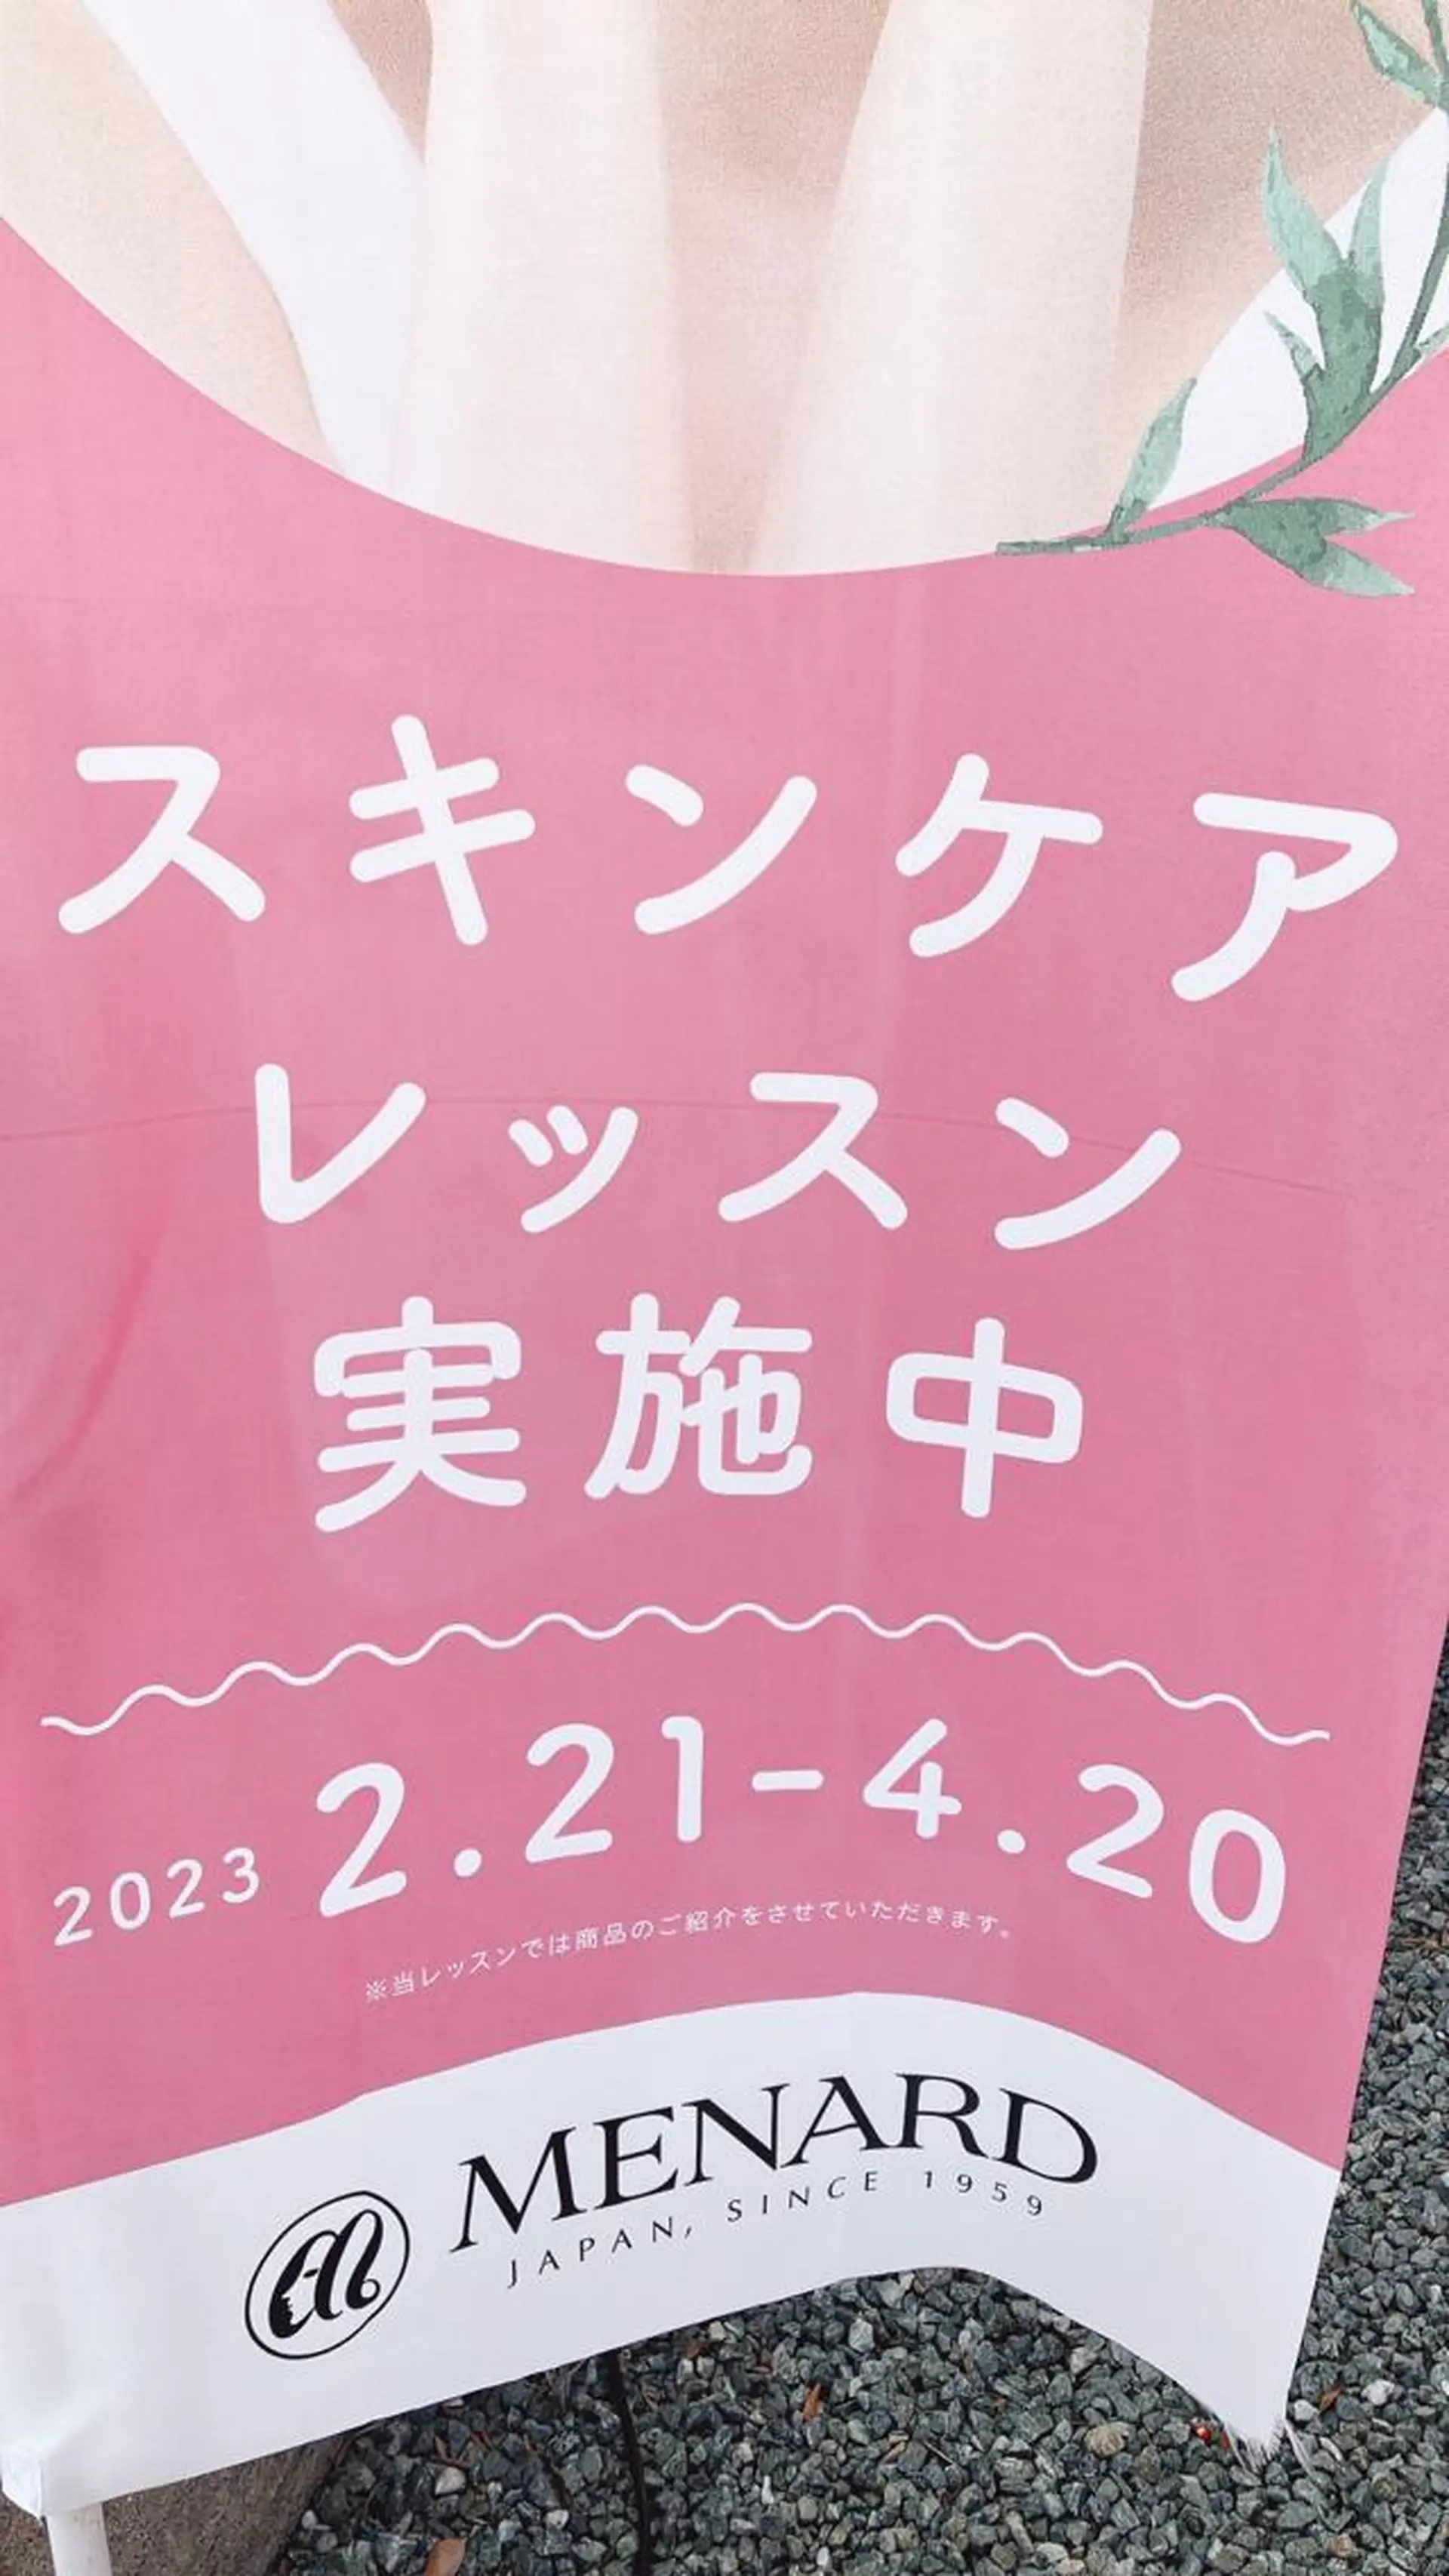 スキンケア
レッスン
実施中
2023 2.21-4.20
※当レッスンでは商品のご紹介をさせていただきます。
MENARD
JAPAN, SINCE 1959